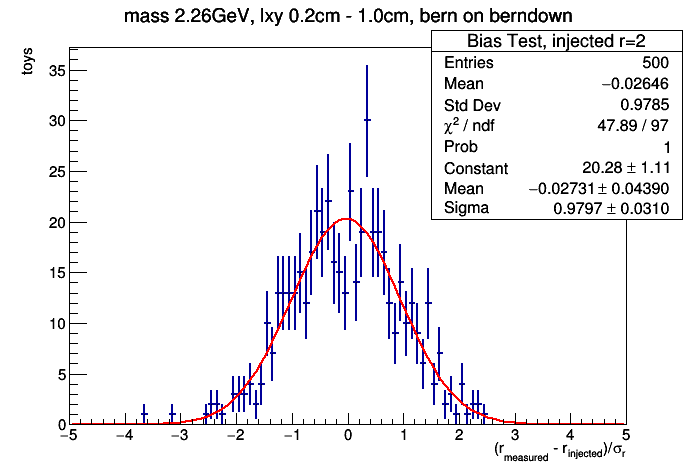 mass 2.26GeV, lxy 0.2cm - 1.0cm, bern on berndown
Bias Test, injected r=2
Entries 500
Mean −0.02646
Std Dev 0.9785
χ² / ndf 47.89 / 97
Prob 1
Constant 20.28 ± 1.11
Mean −0.02731 ± 0.04390
Sigma 0.9797 ± 0.0310
toys
35
30
25
20
15
10
5
0
−5 −4 −3 −2 −1 0 1 2 3 4 5
(r_measured - r_injected)/σ_r